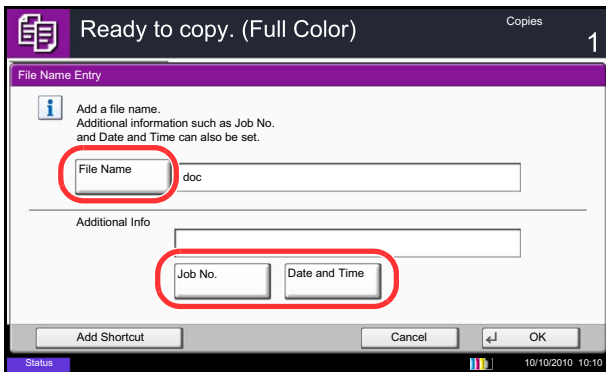 Ready to copy. (Full Color)
Copies
1
File Name Entry
i
Add a file name.
Additional information such as Job No.
and Date and Time can also be set.
File Name
doc
Additional Info
Job No.
Date and Time
Add Shortcut
Cancel
OK
Status
10/10/2010 10:10